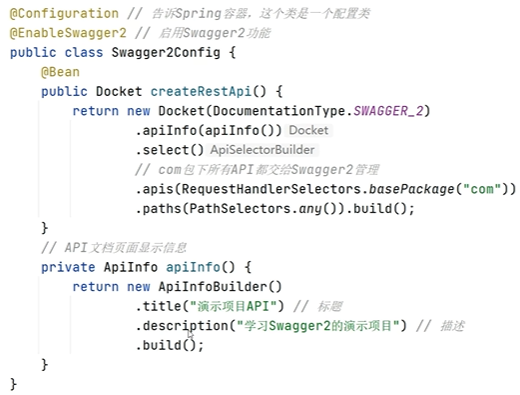 @Configuration // 告诉Spring容器，这个类是一个配置类
@EnableSwagger2 // 启用Swagger2功能
public class Swagger2Config {
    @Bean
    public Docket createRestApi() {
        return new Docket(DocumentationType.SWAGGER_2)
                .apiInfo(apiInfo()) Docket
                .select() ApiSelectorBuilder
                // com包下所有API都交给Swagger2管理
                .apis(RequestHandlerSelectors.basePackage("com"))
                .paths(PathSelectors.any()).build();
    }
    // API文档页面显示信息
    private ApiInfo apiInfo() {
        return new ApiInfoBuilder()
                .title("演示项目API") // 标题
                .description("学习Swagger2的演示项目") // 描述
                .build();
    }
}